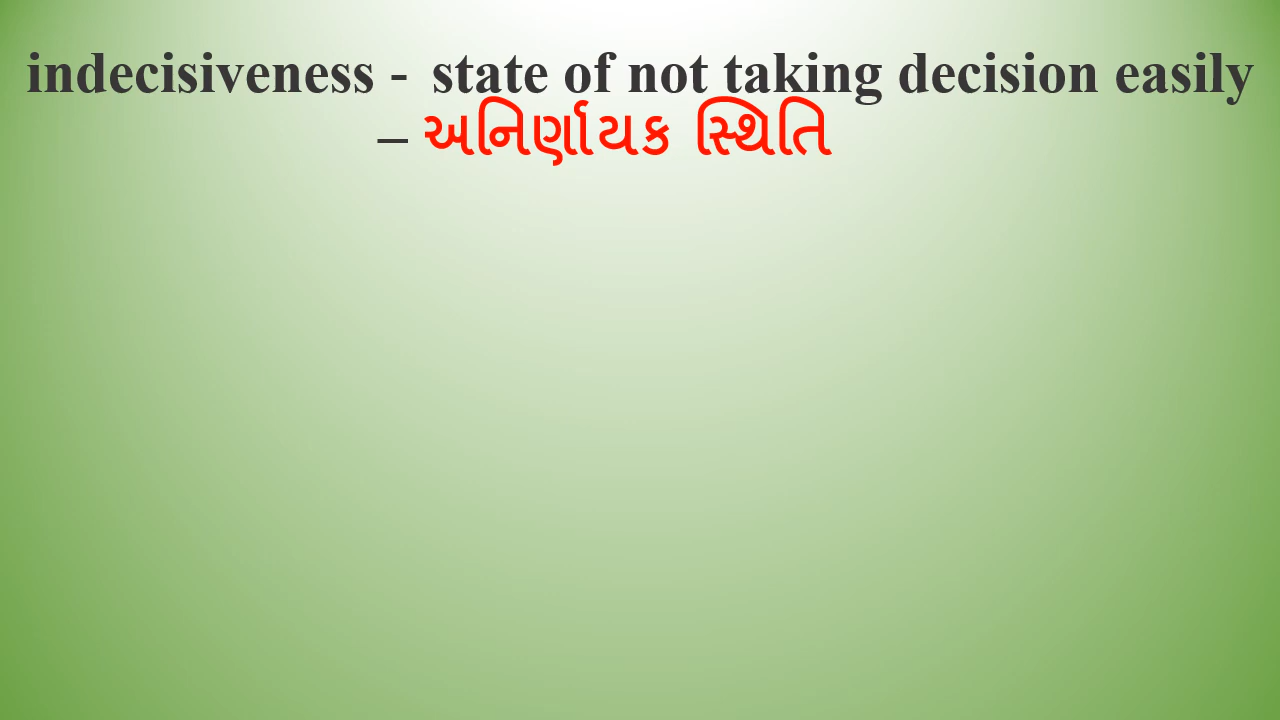 indecisiveness - state of not taking decision easily
– અનિર્ણાયક સ્થિતિ